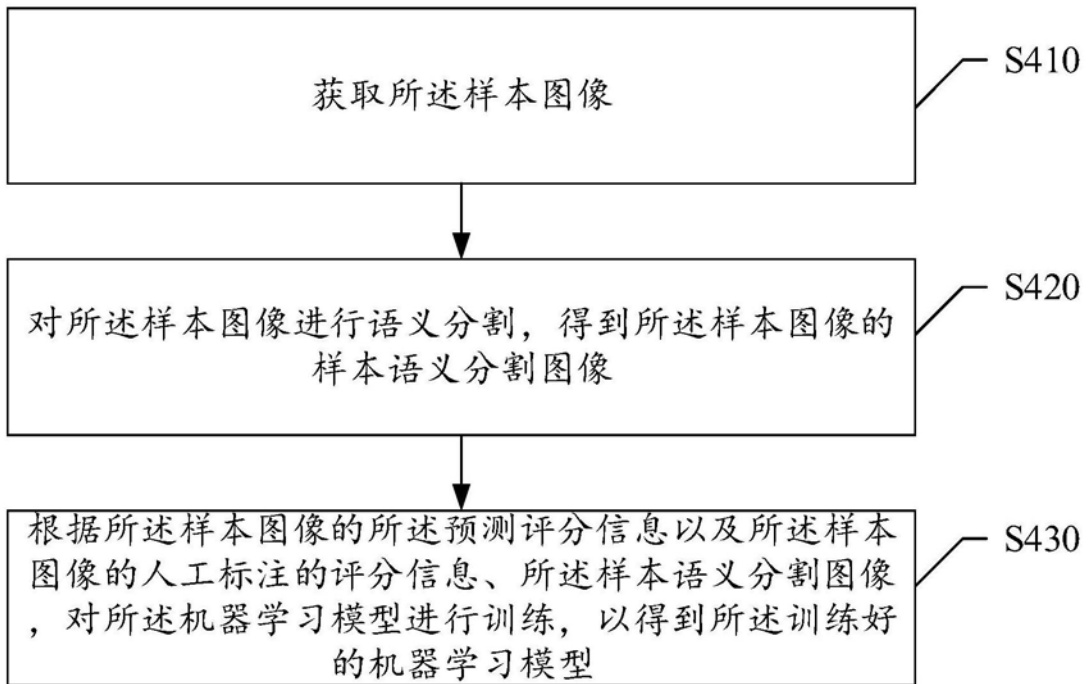 获取所述样本图像
S410
对所述样本图像进行语义分割，得到所述样本图像的
样本语义分割图像
S420
根据所述样本图像的所述预测评分信息以及所述样本
图像的人工标注的评分信息、所述样本语义分割图像
，对所述机器学习模型进行训练，以得到所述训练好
的机器学习模型
S430